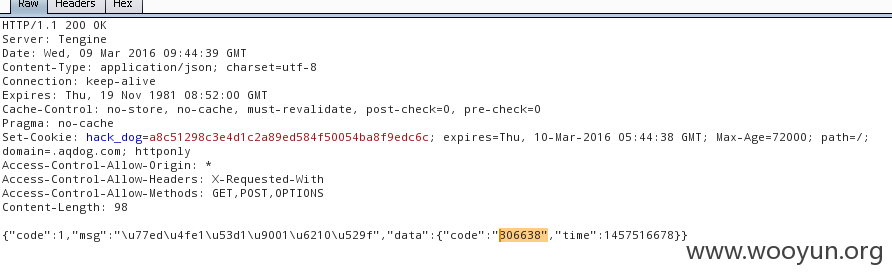 Raw Headers Hex
HTTP/1.1 200 OK
Server: Tengine
Date: Wed, 09 Mar 2016 09:44:39 GMT
Content-Type: application/json; charset=utf-8
Connection: keep-alive
Expires: Thu, 19 Nov 1981 08:52:00 GMT
Cache-Control: no-store, no-cache, must-revalidate, post-check=0, pre-check=0
Pragma: no-cache
Set-Cookie: hack_dog=a8c51298c3e4d1c2a89ed584f50054ba8f9edc6c; expires=Thu, 10-Mar-2016 05:44:38 GMT; Max-Age=72000; path=/;
domain=.aqdog.com; httponly
Access-Control-Allow-Origin: *
Access-Control-Allow-Headers: X-Requested-With
Access-Control-Allow-Methods: GET,POST,OPTIONS
Content-Length: 98
{"code":1,"msg":"\u77ed\u4fe1\u53d1\u9001\u6210\u529f","data":{"code":"306638","time":1457516678}}
www.wooyun.org